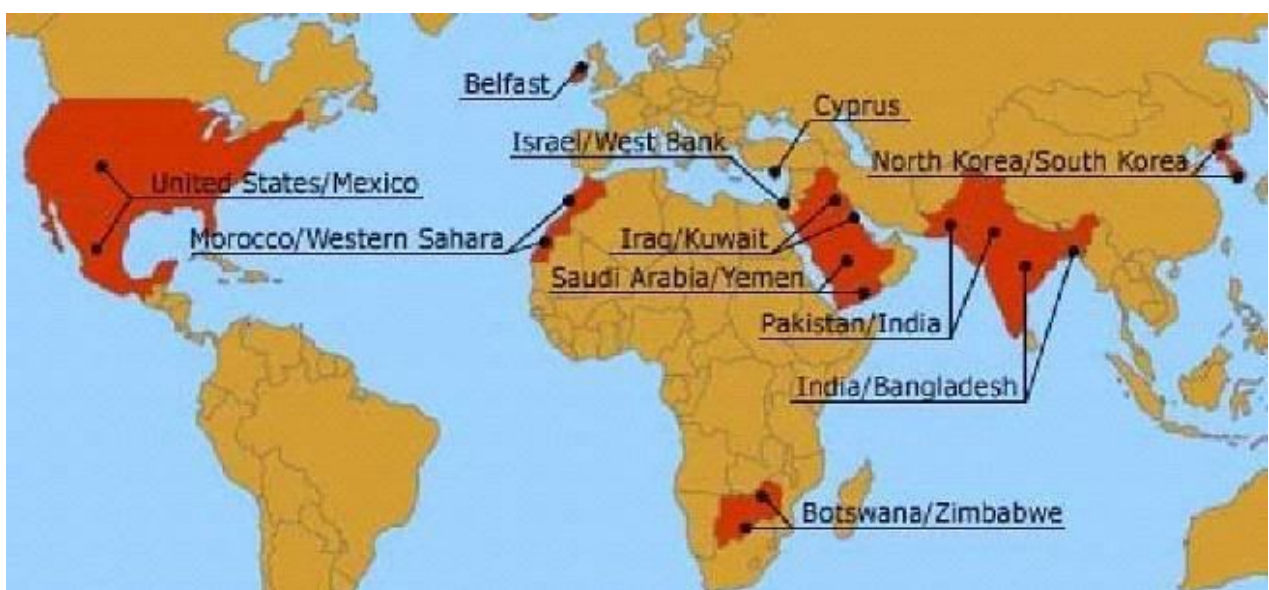 Belfast
Cyprus
Israel/West Bank
North Korea/South Korea
United States/Mexico
Morocco/Western Sahara
Iraq/Kuwait
Saudi Arabia/Yemen
Pakistan/India
India/Bangladesh
Botswana/Zimbabwe